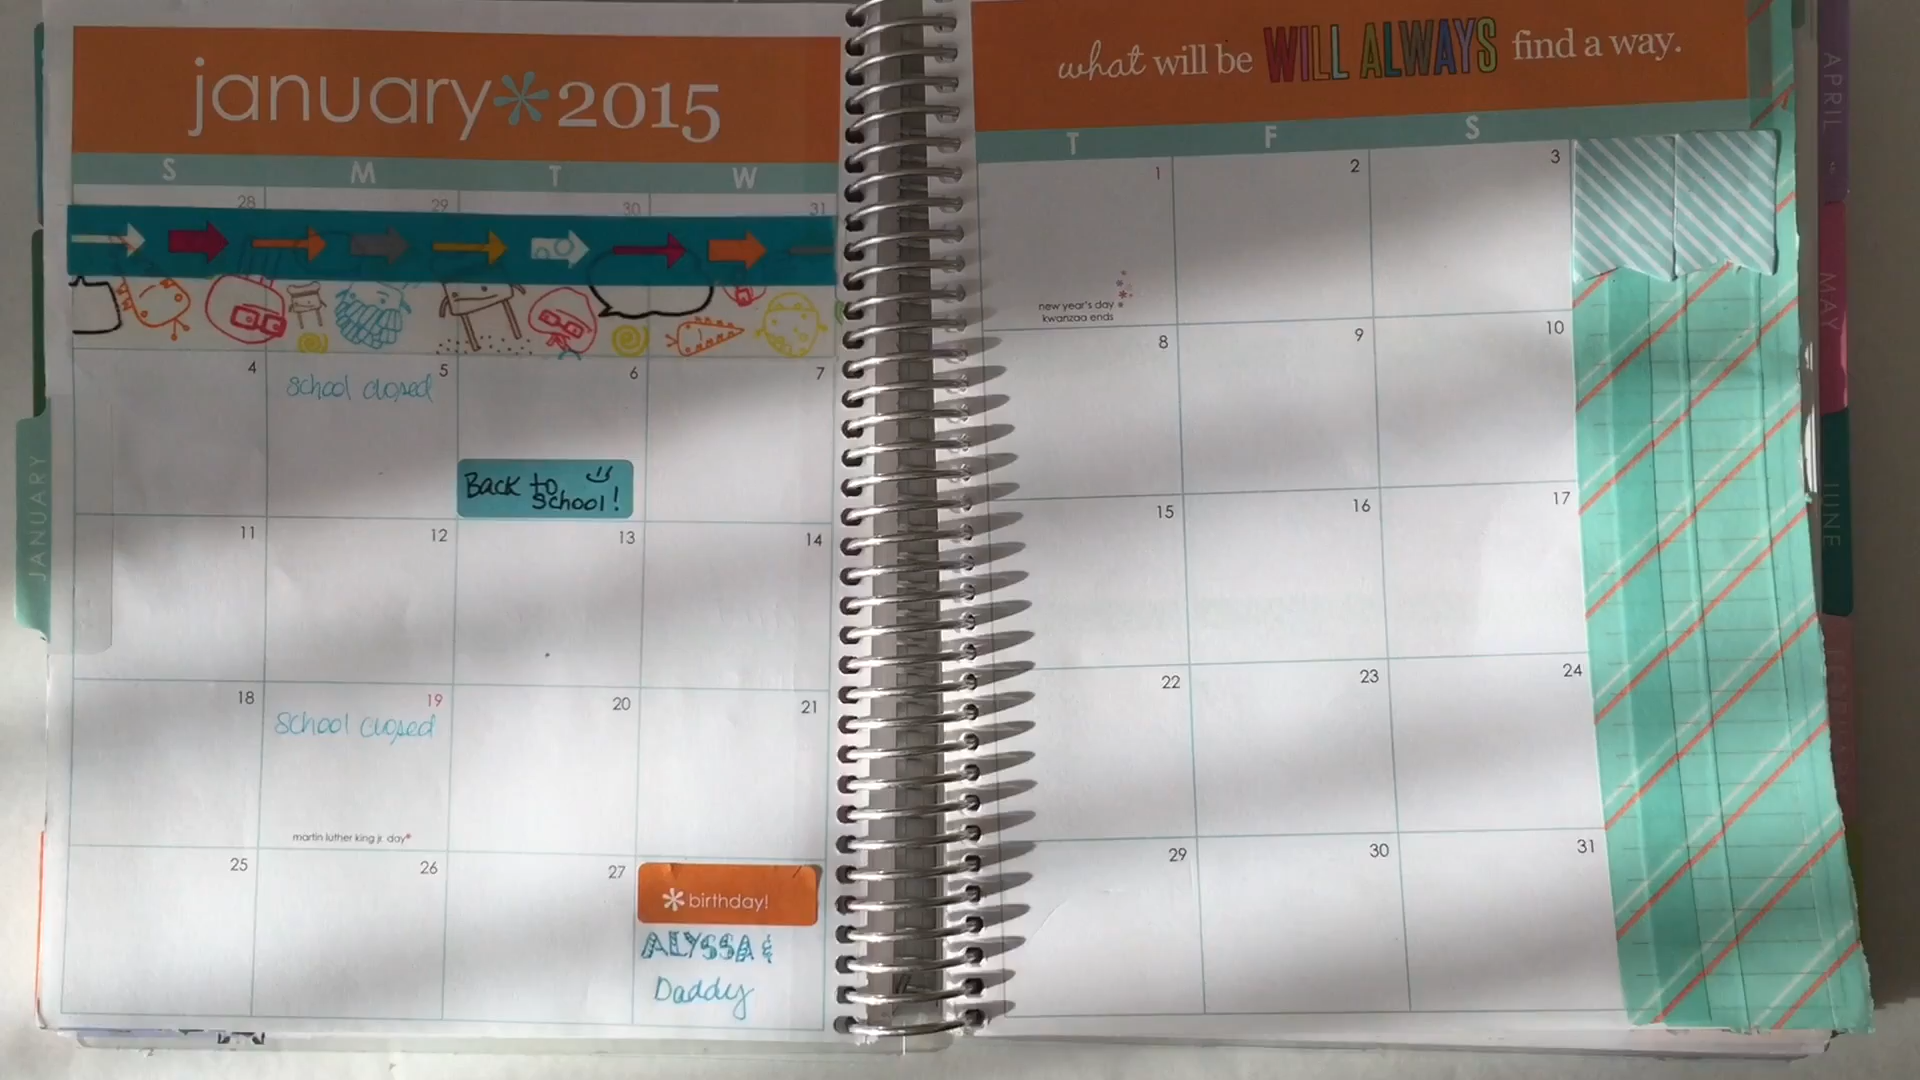 january*2015
what will be WILL ALWAYS find a way.
S M T W
T F S
28 29 30 31
1 2 3
new year's day
kwanzaa ends
4 5 6 7
school closed
Back to
School!
8 9 10
11 12 13 14
15 16 17
18 19 20 21
School closed
martin luther king jr. day*
22 23 24
25 26 27
*birthday!
ALYSSA &
Daddy
29 30 31
JANUARY
APRIL
MAY
JUNE